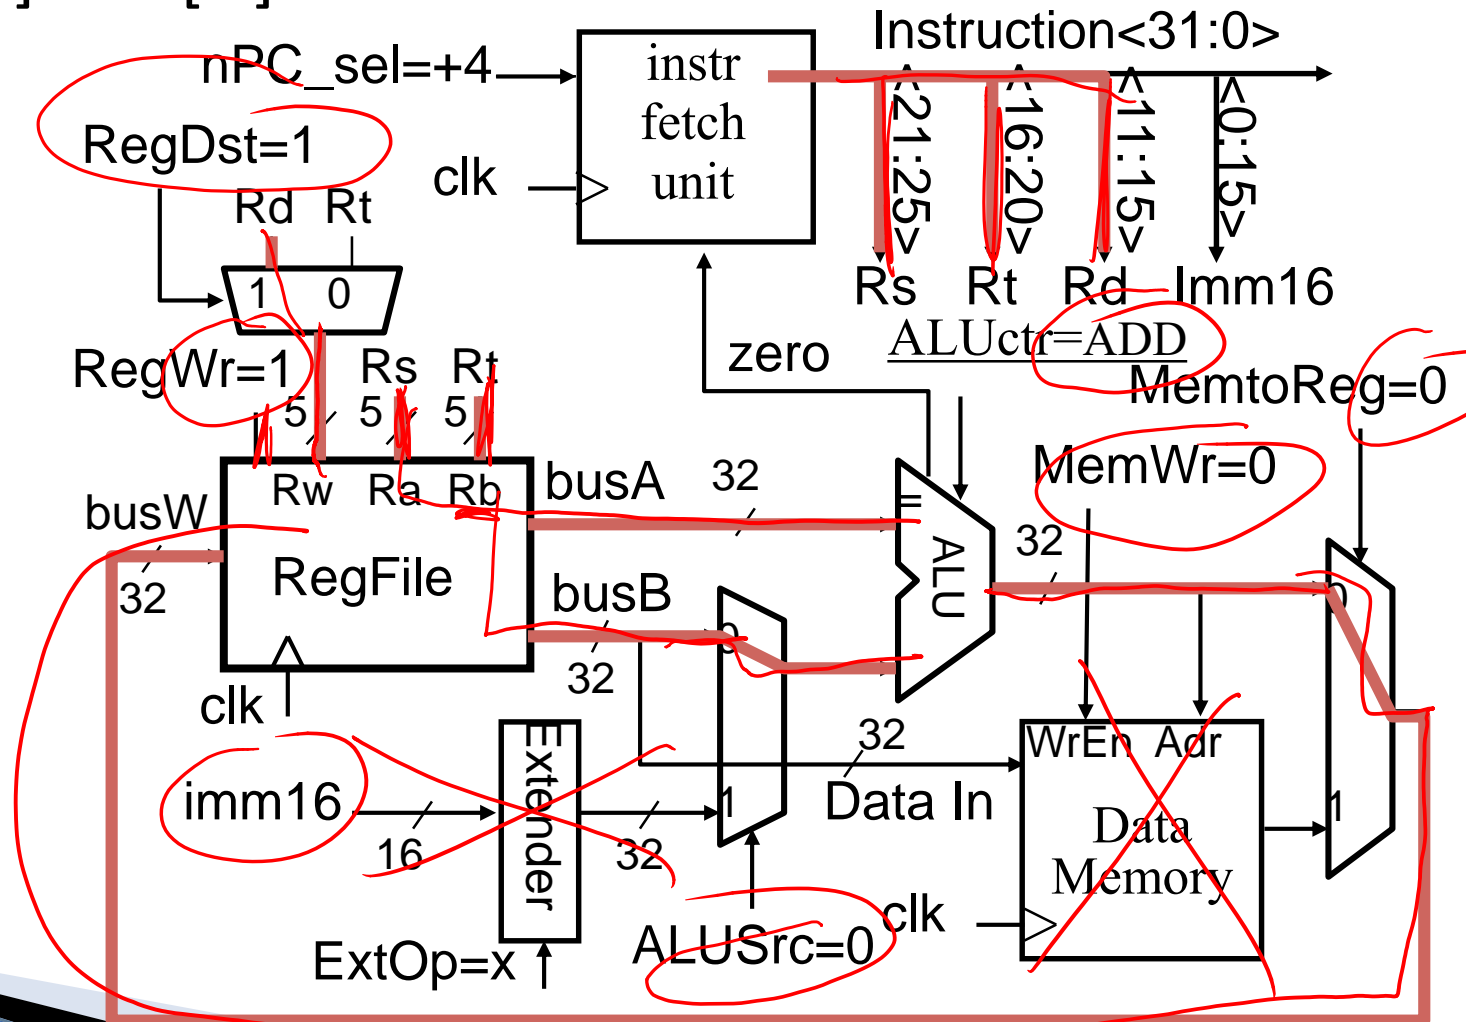 Instruction<31:0>
nPC_sel=+4
instr
fetch
unit
RegDst=1
clk
<21:25>
<16:20>
<11:15>
<0:15>
Rd Rt
1 0
Rs Rt Rd Imm16
ALUctr=ADD
zero
MemtoReg=0
RegWr=1
Rs Rt
5 5 5
MemWr=0
busW
Rw Ra Rb
busA
32
=
ALU
32
32
RegFile
busB
0
32
0
clk
imm16
16
Extender
32
1
32
Data In
WrEn Adr
Data
Memory
1
clk
ExtOp=x
ALUSrc=0